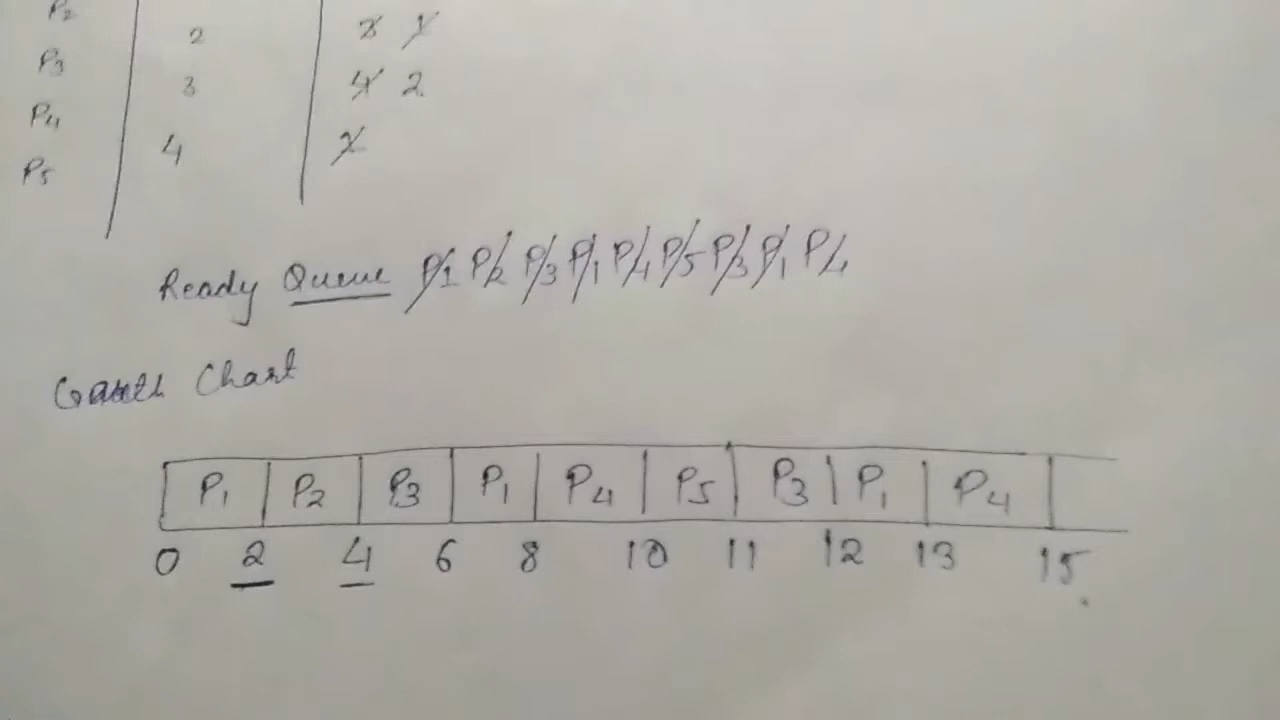 P2
P3 2 3 1
P4 3 4 2
P5 4
Ready Queue P1 P2 P3 P1 P4 P5 P3 P1 P4
Chart
P1 P2 P3 P1 P4 P5 P3 P1 P4
0 2 4 6 8 10 11 12 13 15